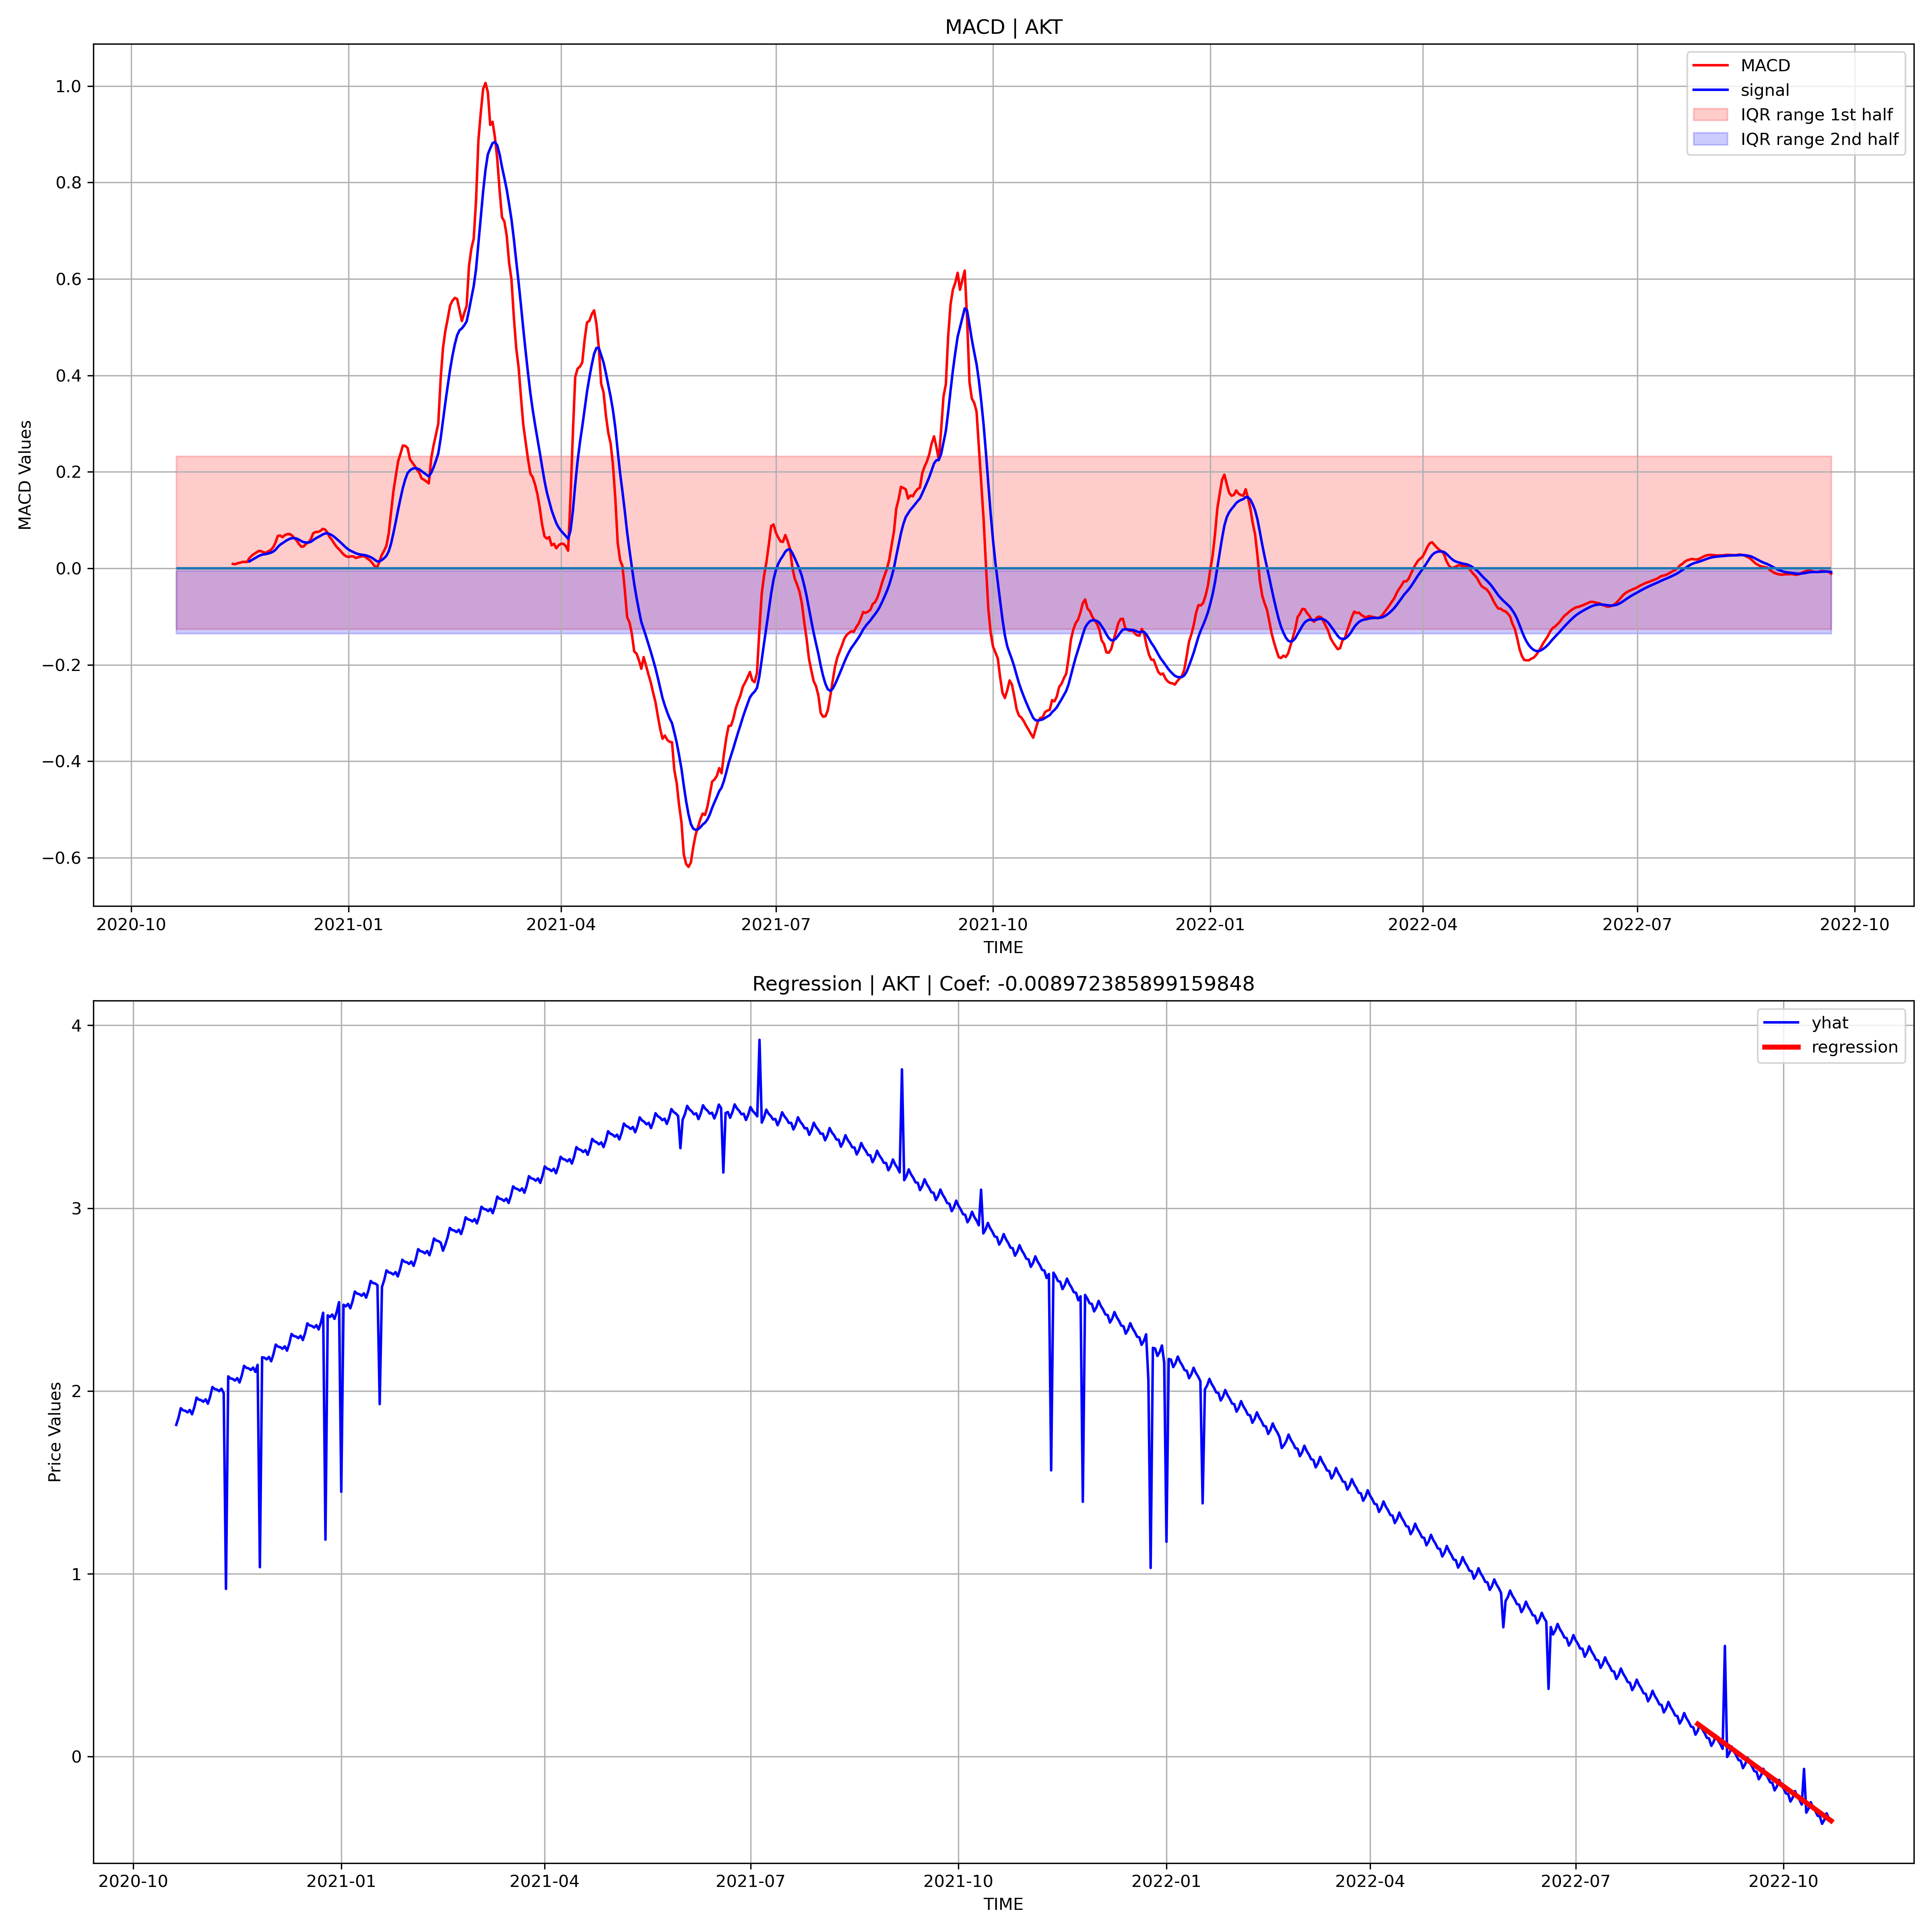 MACD | AKT
MACD
signal
IQR range 1st half
IQR range 2nd half
MACD Values
1.0
0.8
0.6
0.4
0.2
0.0
−0.2
−0.4
−0.6
2020-10 2021-01 2021-04 2021-07 2021-10 2022-01 2022-04 2022-07 2022-10
TIME
Regression | AKT | Coef: -0.008972385899159848
yhat
regression
Price Values
4
3
2
1
0
2020-10 2021-01 2021-04 2021-07 2021-10 2022-01 2022-04 2022-07 2022-10
TIME